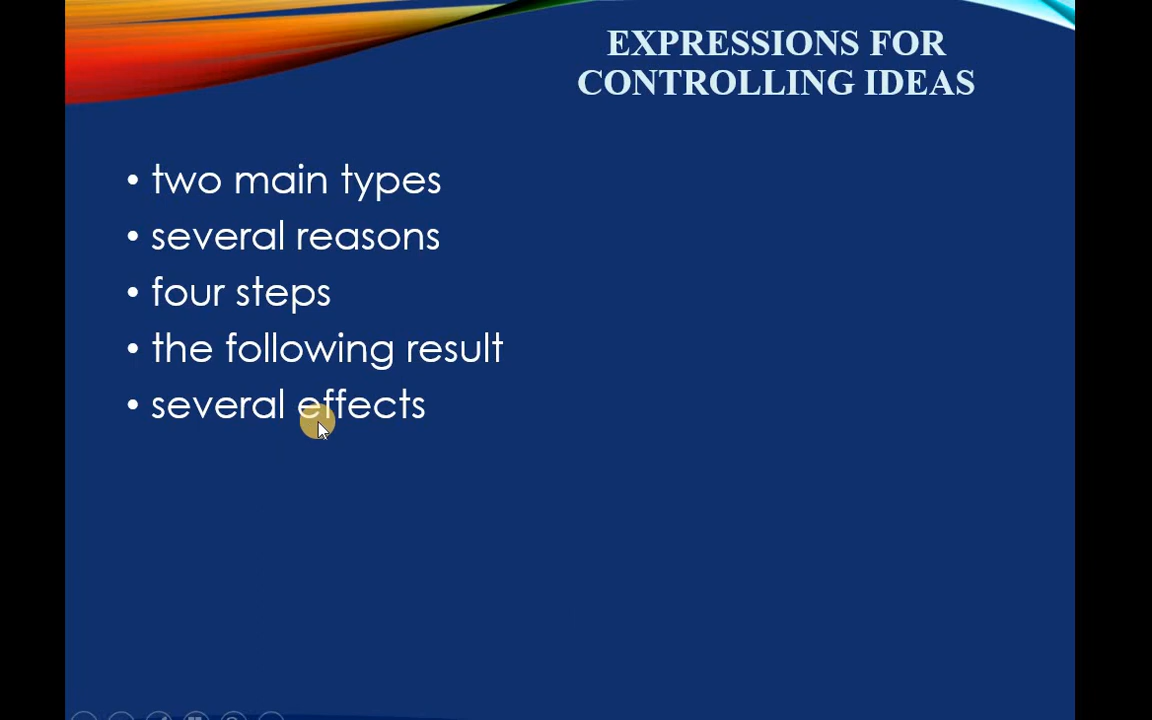 EXPRESSIONS FOR
CONTROLLING IDEAS
• two main types
• several reasons
• four steps
• the following result
• several effects